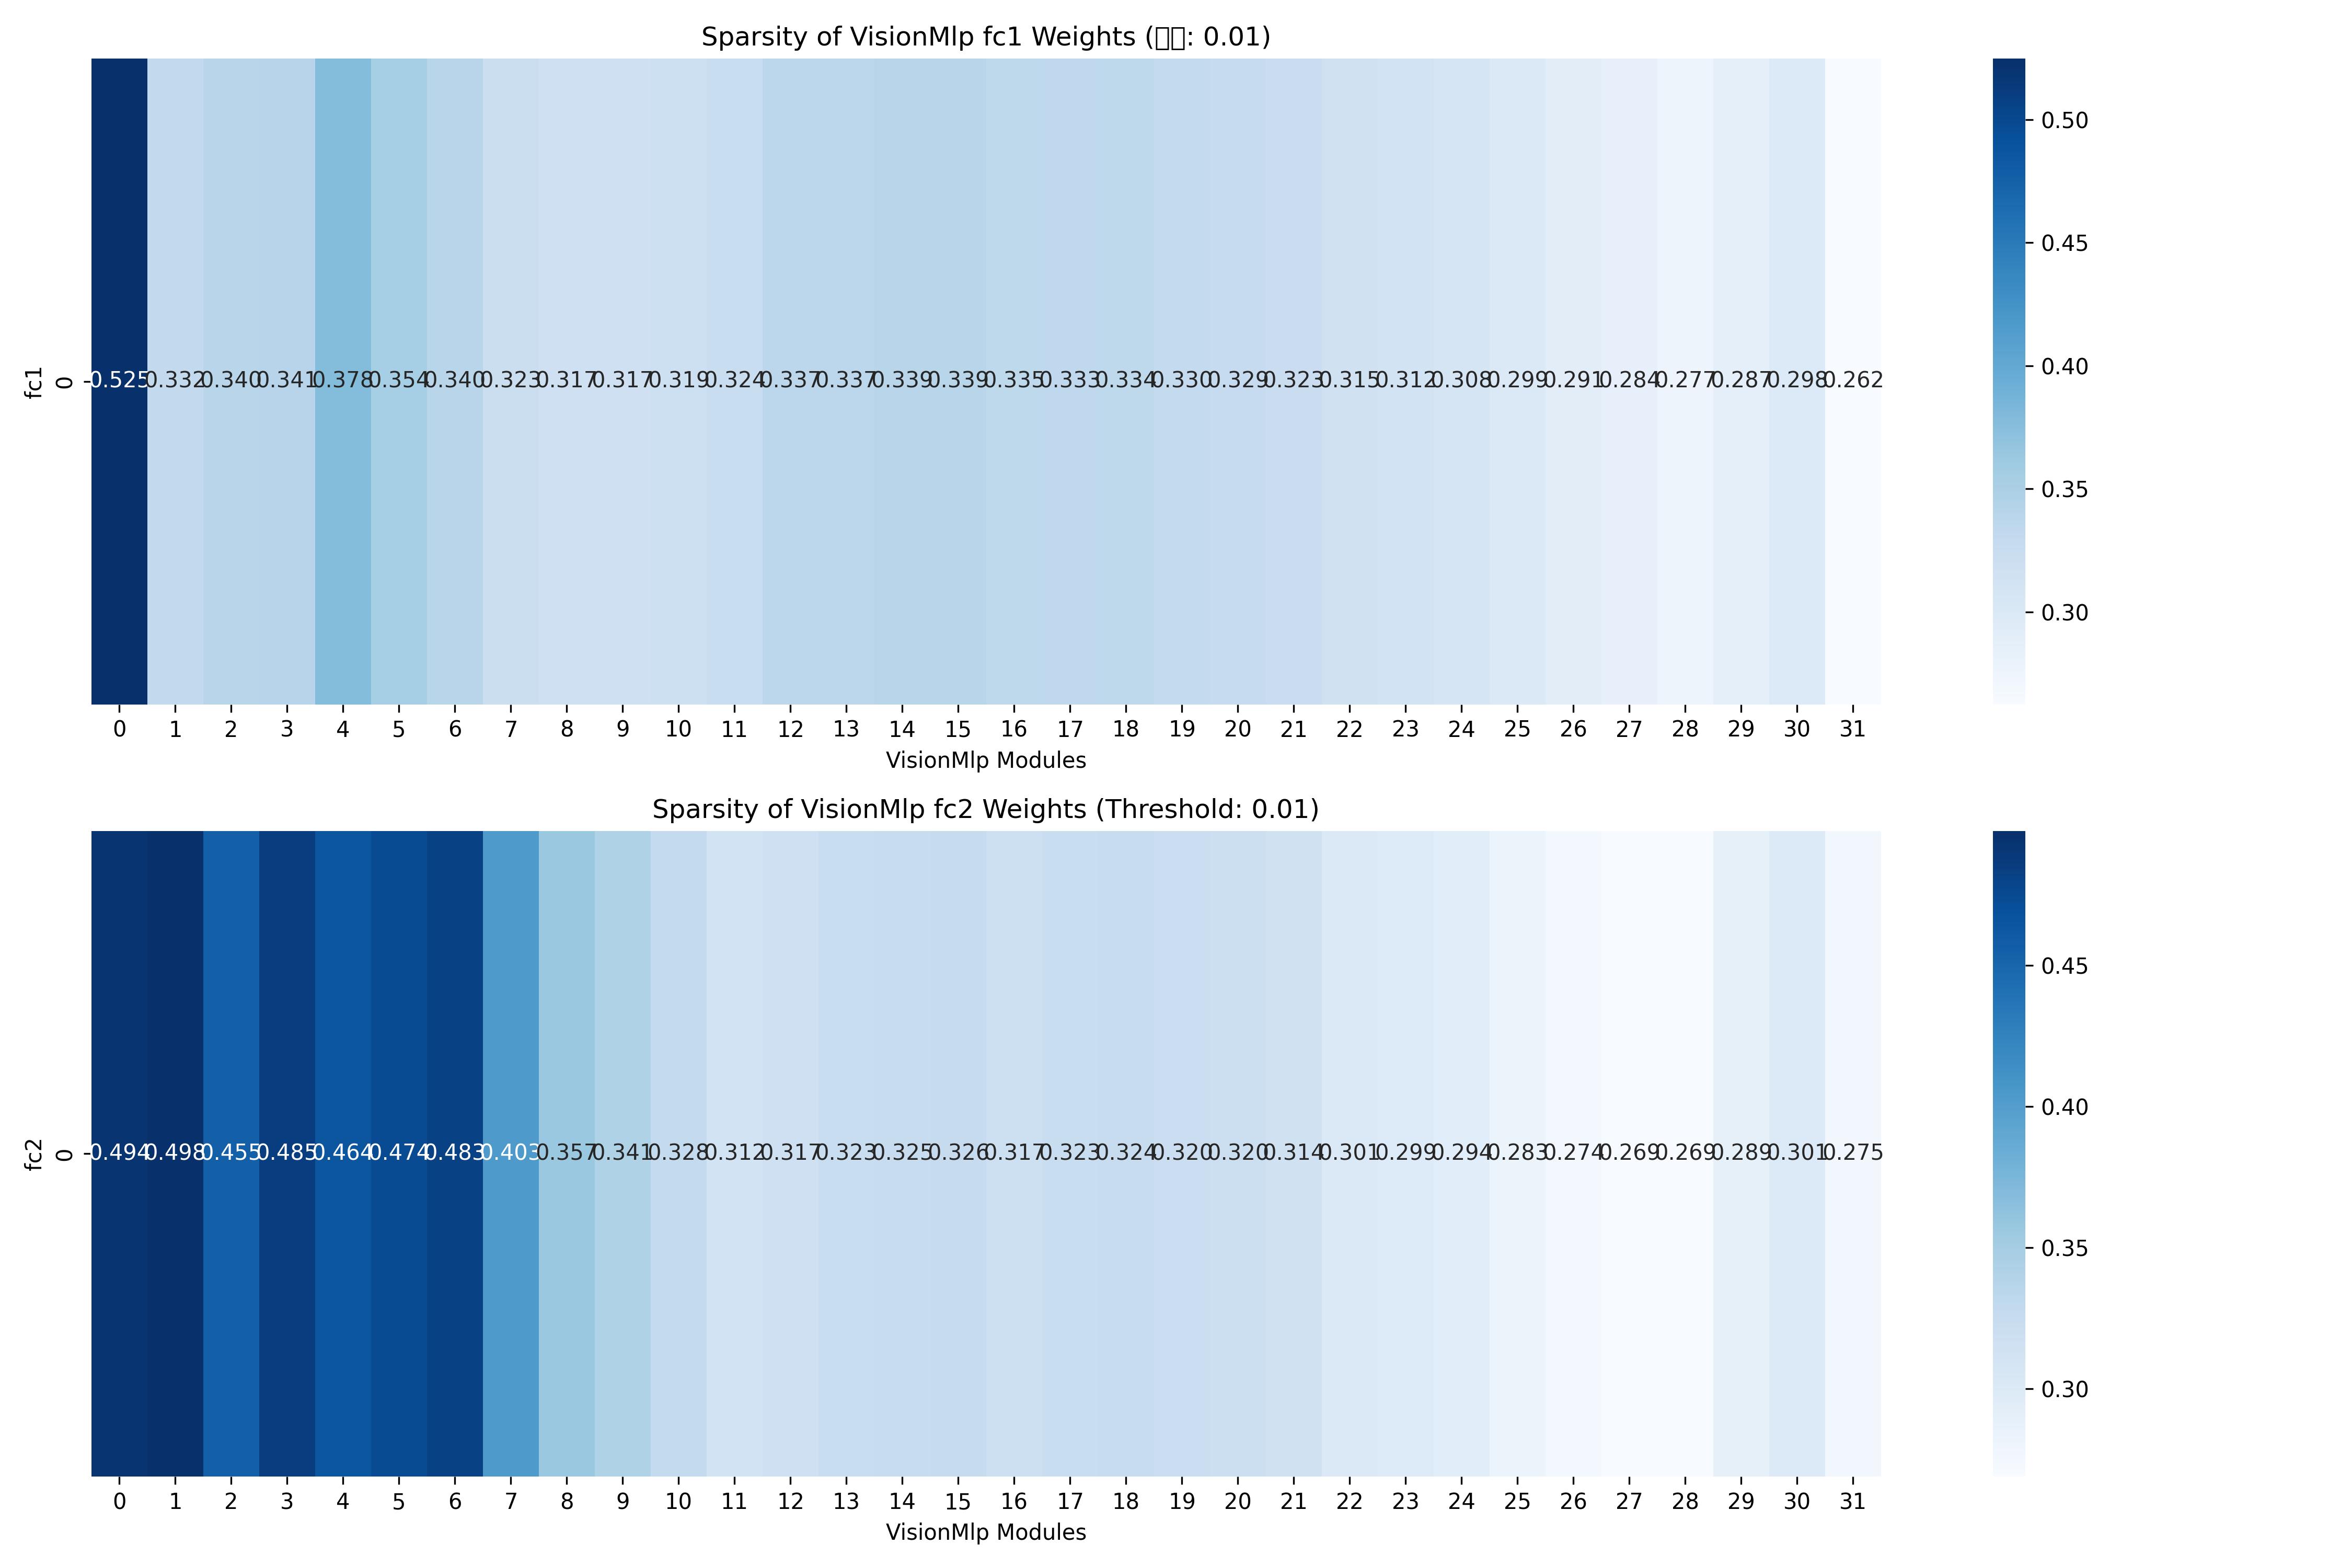 Sparsity of VisionMlp fc1 Weights (□□: 0.01)
fc1
0
0.525 0.332 0.340 0.341 0.378 0.354 0.340 0.323 0.317 0.317 0.319 0.324 0.337 0.337 0.339 0.339 0.335 0.333 0.334 0.330 0.329 0.323 0.315 0.312 0.308 0.299 0.291 0.284 0.277 0.287 0.298 0.262
0 1 2 3 4 5 6 7 8 9 10 11 12 13 14 15 16 17 18 19 20 21 22 23 24 25 26 27 28 29 30 31
VisionMlp Modules
0.50
0.45
0.40
0.35
0.30
Sparsity of VisionMlp fc2 Weights (Threshold: 0.01)
fc2
0
0.494 0.498 0.455 0.485 0.464 0.474 0.483 0.403 0.357 0.341 0.328 0.312 0.317 0.323 0.325 0.326 0.317 0.323 0.324 0.320 0.320 0.314 0.301 0.299 0.294 0.283 0.274 0.269 0.269 0.289 0.301 0.275
0 1 2 3 4 5 6 7 8 9 10 11 12 13 14 15 16 17 18 19 20 21 22 23 24 25 26 27 28 29 30 31
VisionMlp Modules
0.45
0.40
0.35
0.30